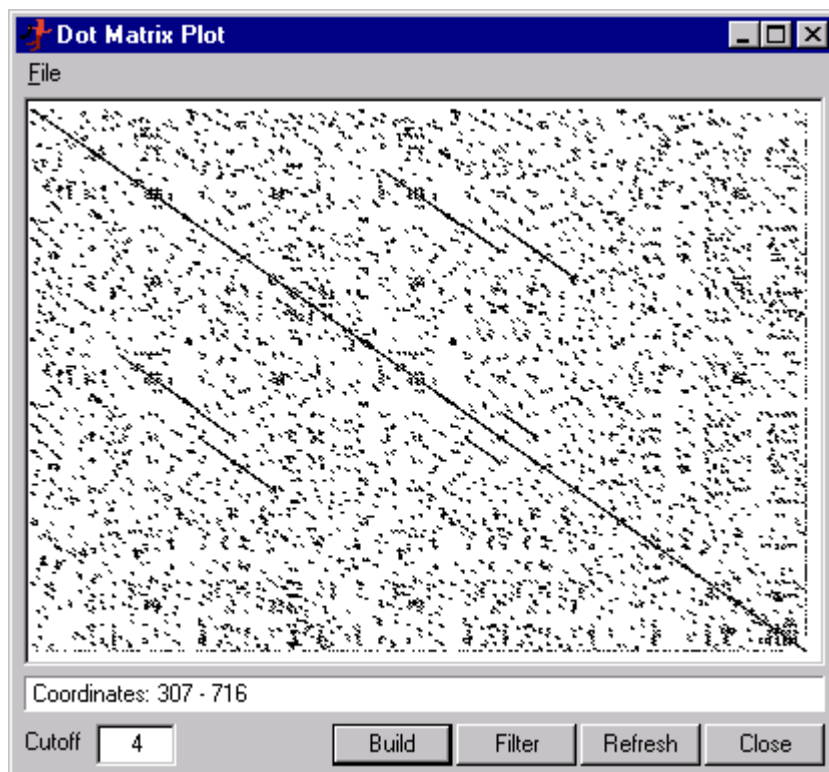 Dot Matrix Plot
File
Coordinates: 307 - 716
Cutoff 4 Build Filter Refresh Close